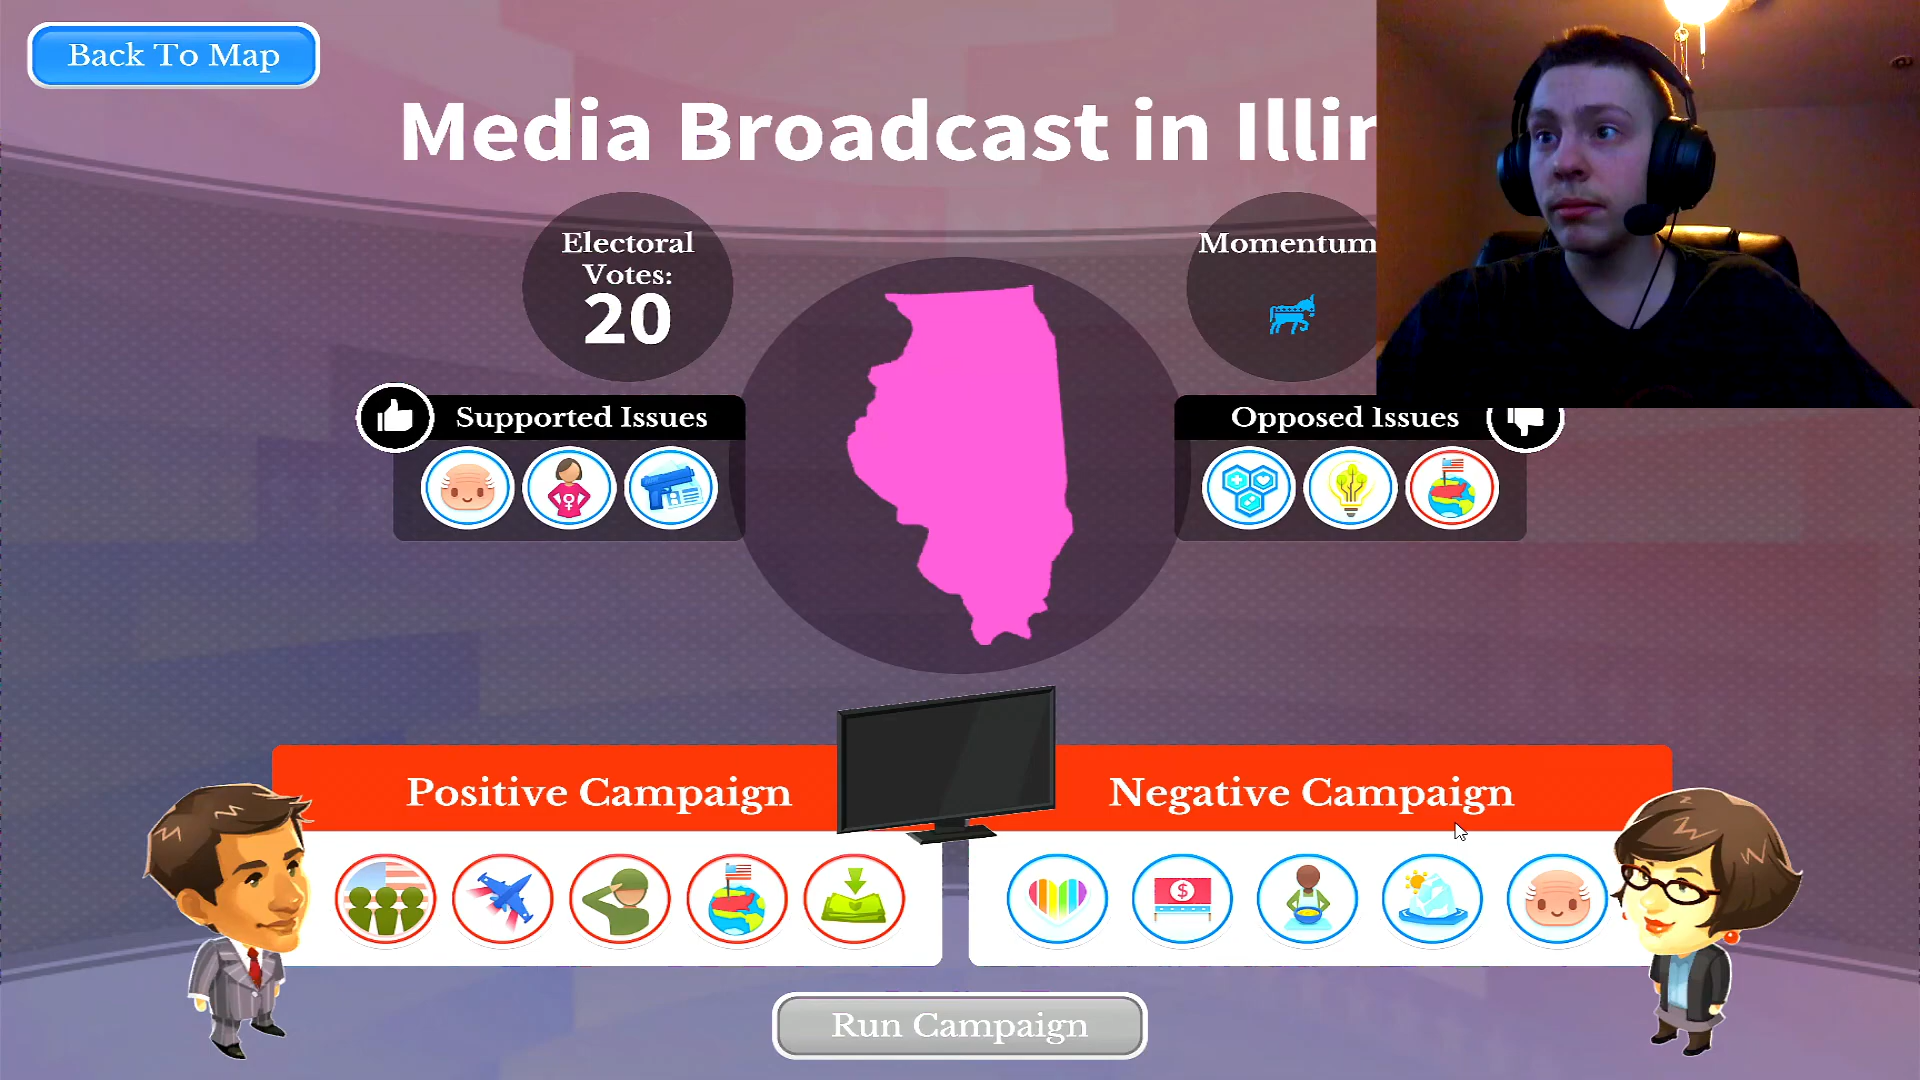 Back To Map
Media Broadcast in
Electoral
Votes:
20
Momentum
Supported Issues
Opposed Issues
Positive Campaign
Negative Campaign
$
Run Campaign